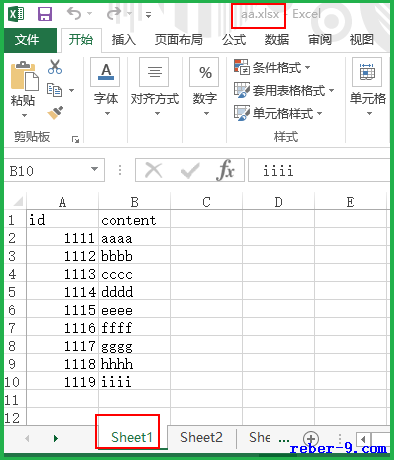 aa.xlsx - Excel
文件 开始 插入 页面布局 公式 数据 审阅 视图
粘贴 字体 对齐方式 % 数字 条件格式 套用表格格式 单元格样式 单元格
剪贴板 样式
B10 fx iiii
A B C D E
1 id content
2 1111 aaaa
3 1112 bbbb
4 1113 cccc
5 1114 dddd
6 1115 eeee
7 1116 ffff
8 1117 gggg
9 1118 hhhh
10 1119 iiii
11
12
Sheet1 Sheet2 She ...
reber-9.com